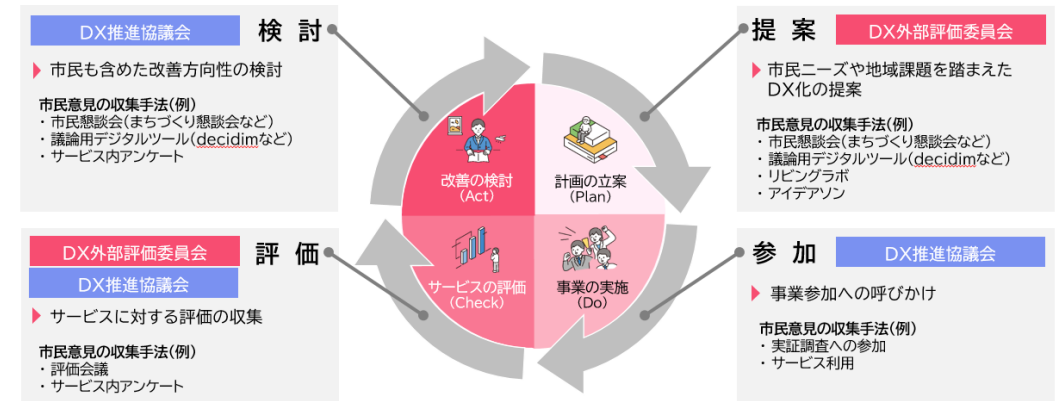 DX推進協議会
検討
市民も含めた改善方向性の検討
市民意見の収集手法(例)
・市民懇談会(まちづくり懇談会など)
・議論用デジタルツール(decidimなど)
・サービス内アンケート
提案
DX外部評価委員会
市民ニーズや地域課題を踏まえた
DX化の提案
市民意見の収集手法(例)
・市民懇談会(まちづくり懇談会など)
・議論用デジタルツール(decidimなど)
・リビングラボ
・アイデアソン
改善の検討
(Act)
計画の立案
(Plan)
サービスの評価
(Check)
事業の実施
(Do)
DX外部評価委員会
DX推進協議会
評価
サービスに対する評価の収集
市民意見の収集手法(例)
・評価会議
・サービス内アンケート
参加
DX推進協議会
事業参加への呼びかけ
市民意見の収集手法(例)
・実証調査への参加
・サービス利用